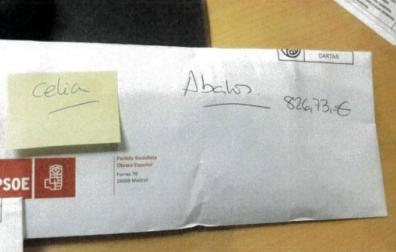 CARTAS
Celia
Abalos.
826,73.-€
PSOE
Partido Socialista
Obrero Español
Ferraz 70
28008 Madrid